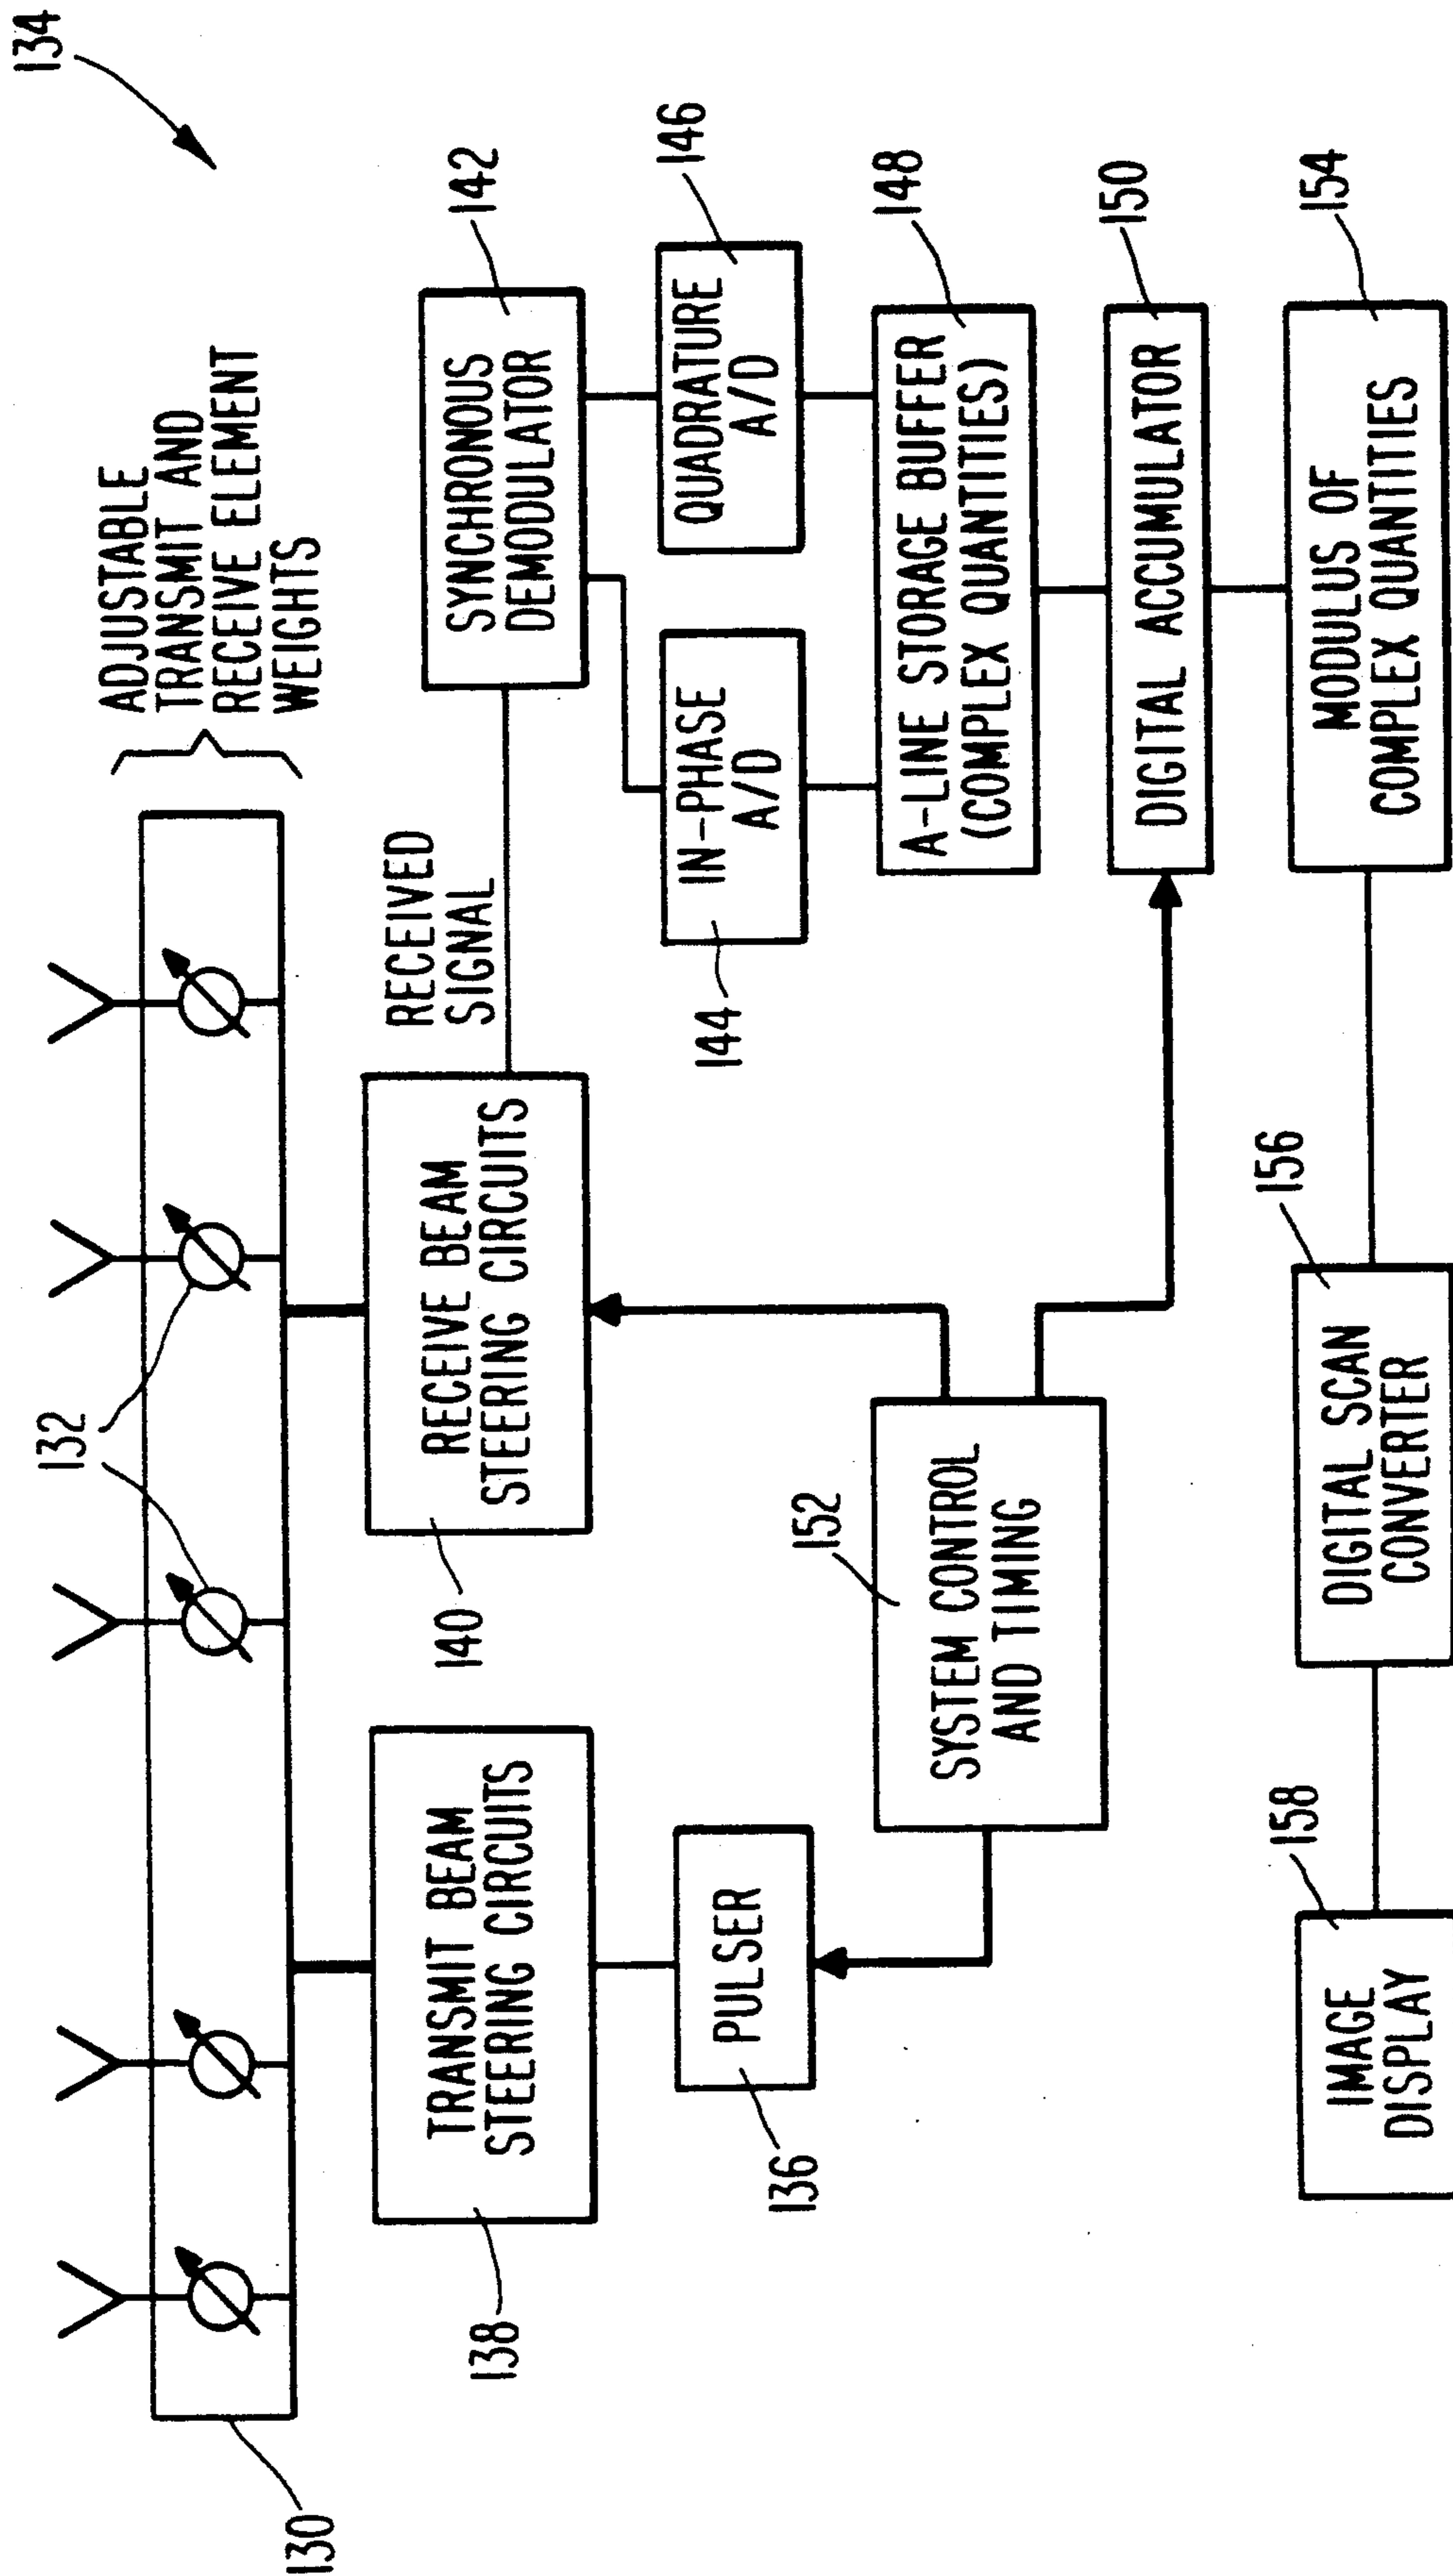 134
ADJUSTABLE
TRANSMIT AND
RECEIVE ELEMENT
WEIGHTS
132
130
TRANSMIT BEAM
STEERING CIRCUITS
138
RECEIVE BEAM
STEERING CIRCUITS
140
RECEIVED
SIGNAL
SYNCHRONOUS
DEMODULATOR
142
PULSER
136
IN-PHASE
A/D
144
QUADRATURE
A/D
146
SYSTEM CONTROL
AND TIMING
152
A-LINE STORAGE BUFFER
(COMPLEX QUANTITIES)
148
DIGITAL ACCUMULATOR
150
IMAGE
DISPLAY
158
DIGITAL SCAN
CONVERTER
156
MODULUS OF
COMPLEX QUANTITIES
154